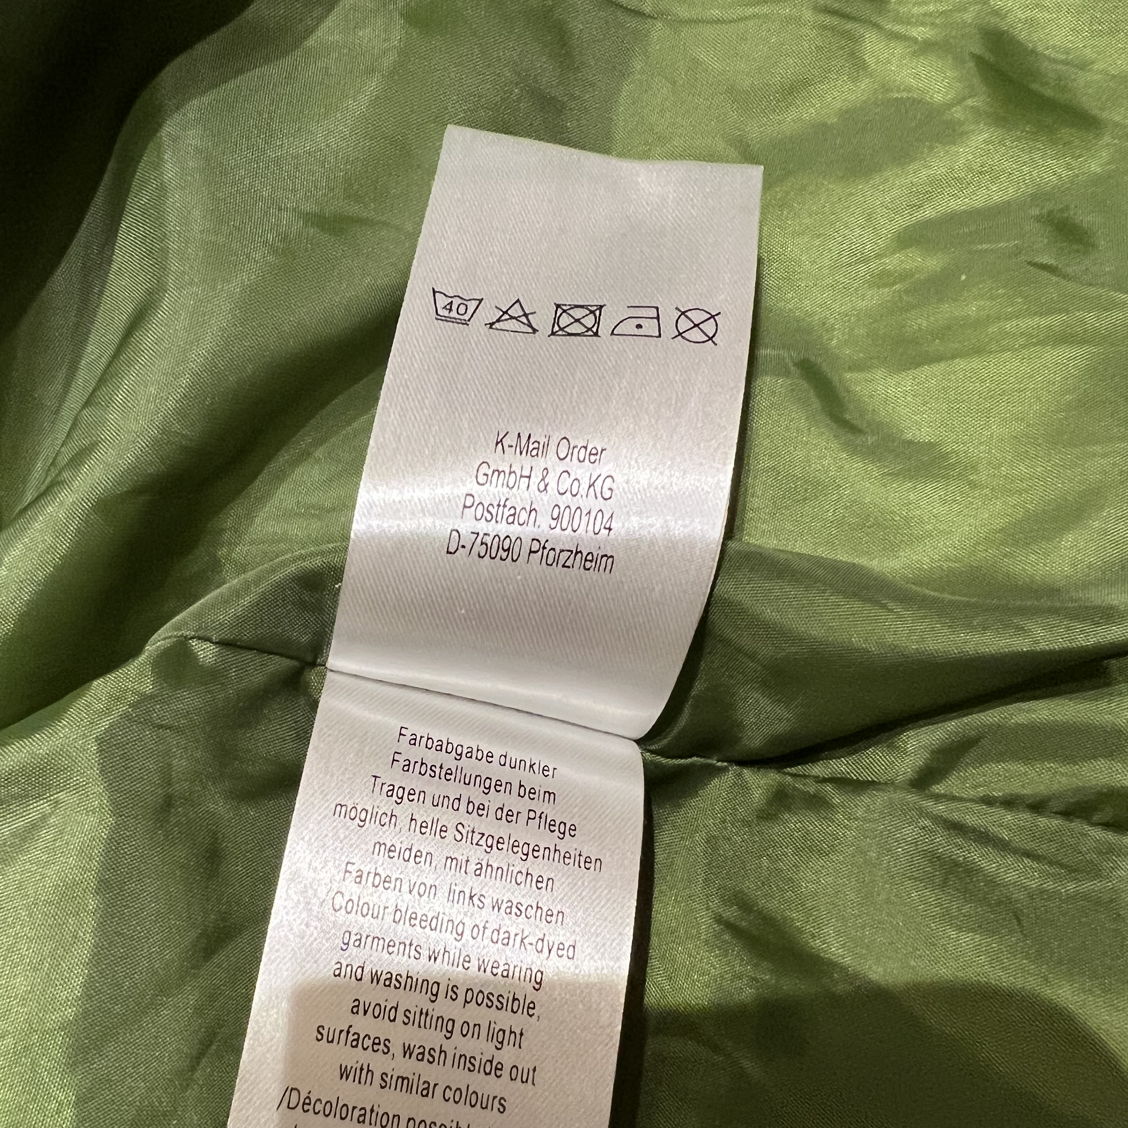 40
K-Mail Order
GmbH & Co.KG
Postfach. 900104
D-75090 Pforzheim
Farbabgabe dunkler
Farbstellungen beim
Tragen und bei der Pflege
möglich, helle Sitzgelegenheiten
meiden, mit ähnlichen
Farben von links waschen
/Colour bleeding of dark-dyed
garments while wearing
and washing is possible,
avoid sitting on light
surfaces, wash inside out
with similar colours
/Décoloration